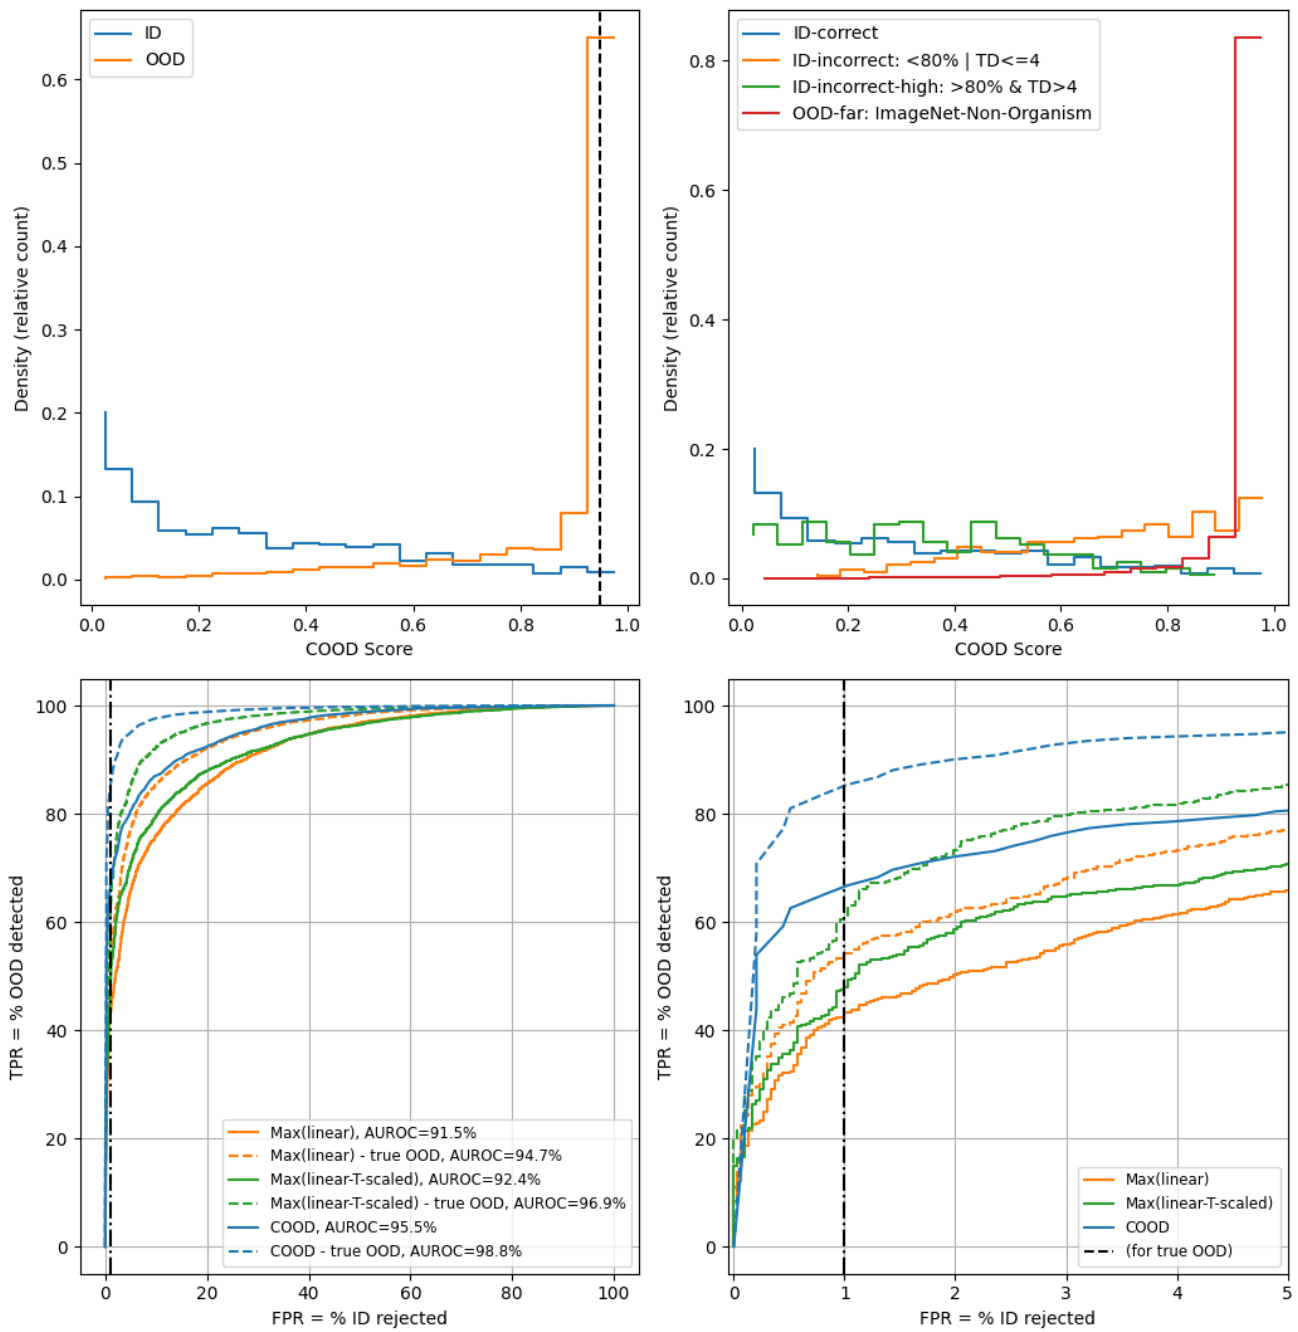 ID
OOD
0.6
0.5
0.4
0.3
0.2
0.1
0.0
Density (relative count)
0.0 0.2 0.4 0.6 0.8 1.0
COOD Score
ID-correct
ID-incorrect: <80% | TD<=4
ID-incorrect-high: >80% & TD>4
OOD-far: ImageNet-Non-Organism
0.8
0.6
0.4
0.2
0.0
Density (relative count)
0.0 0.2 0.4 0.6 0.8 1.0
COOD Score
100
80
60
40
20
0
TPR = % OOD detected
Max(linear), AUROC=91.5%
Max(linear) - true OOD, AUROC=94.7%
Max(linear-T-scaled), AUROC=92.4%
Max(linear-T-scaled) - true OOD, AUROC=96.9%
COOD, AUROC=95.5%
COOD - true OOD, AUROC=98.8%
0 20 40 60 80 100
FPR = % ID rejected
100
80
60
40
20
0
TPR = % OOD detected
Max(linear)
Max(linear-T-scaled)
COOD
(for true OOD)
0 1 2 3 4 5
FPR = % ID rejected